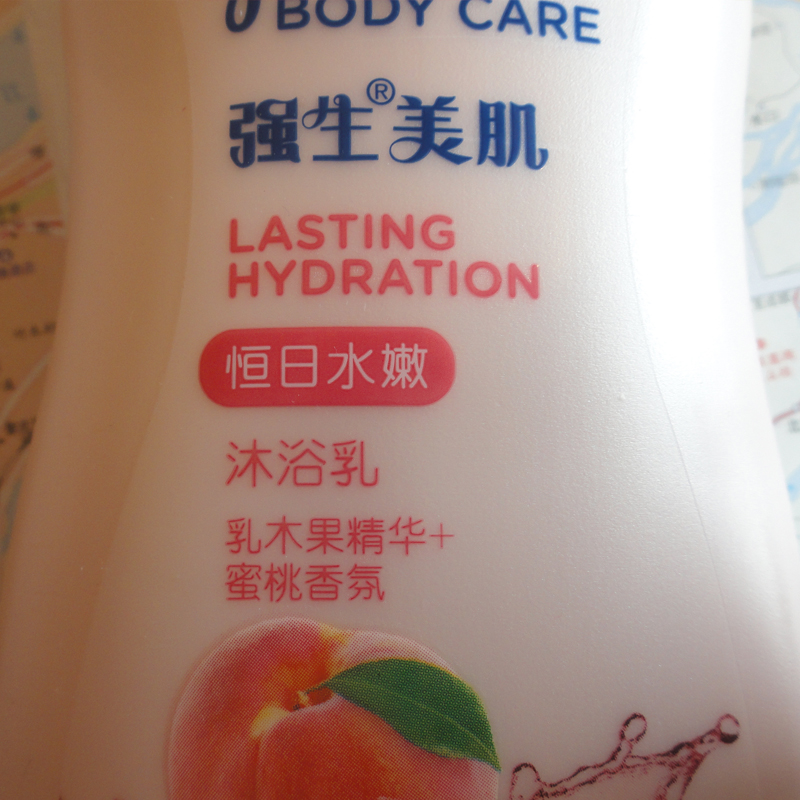 BODY CARE
强生®美肌
LASTING
HYDRATION
恒日水嫩
沐浴乳
乳木果精华+
蜜桃香氛